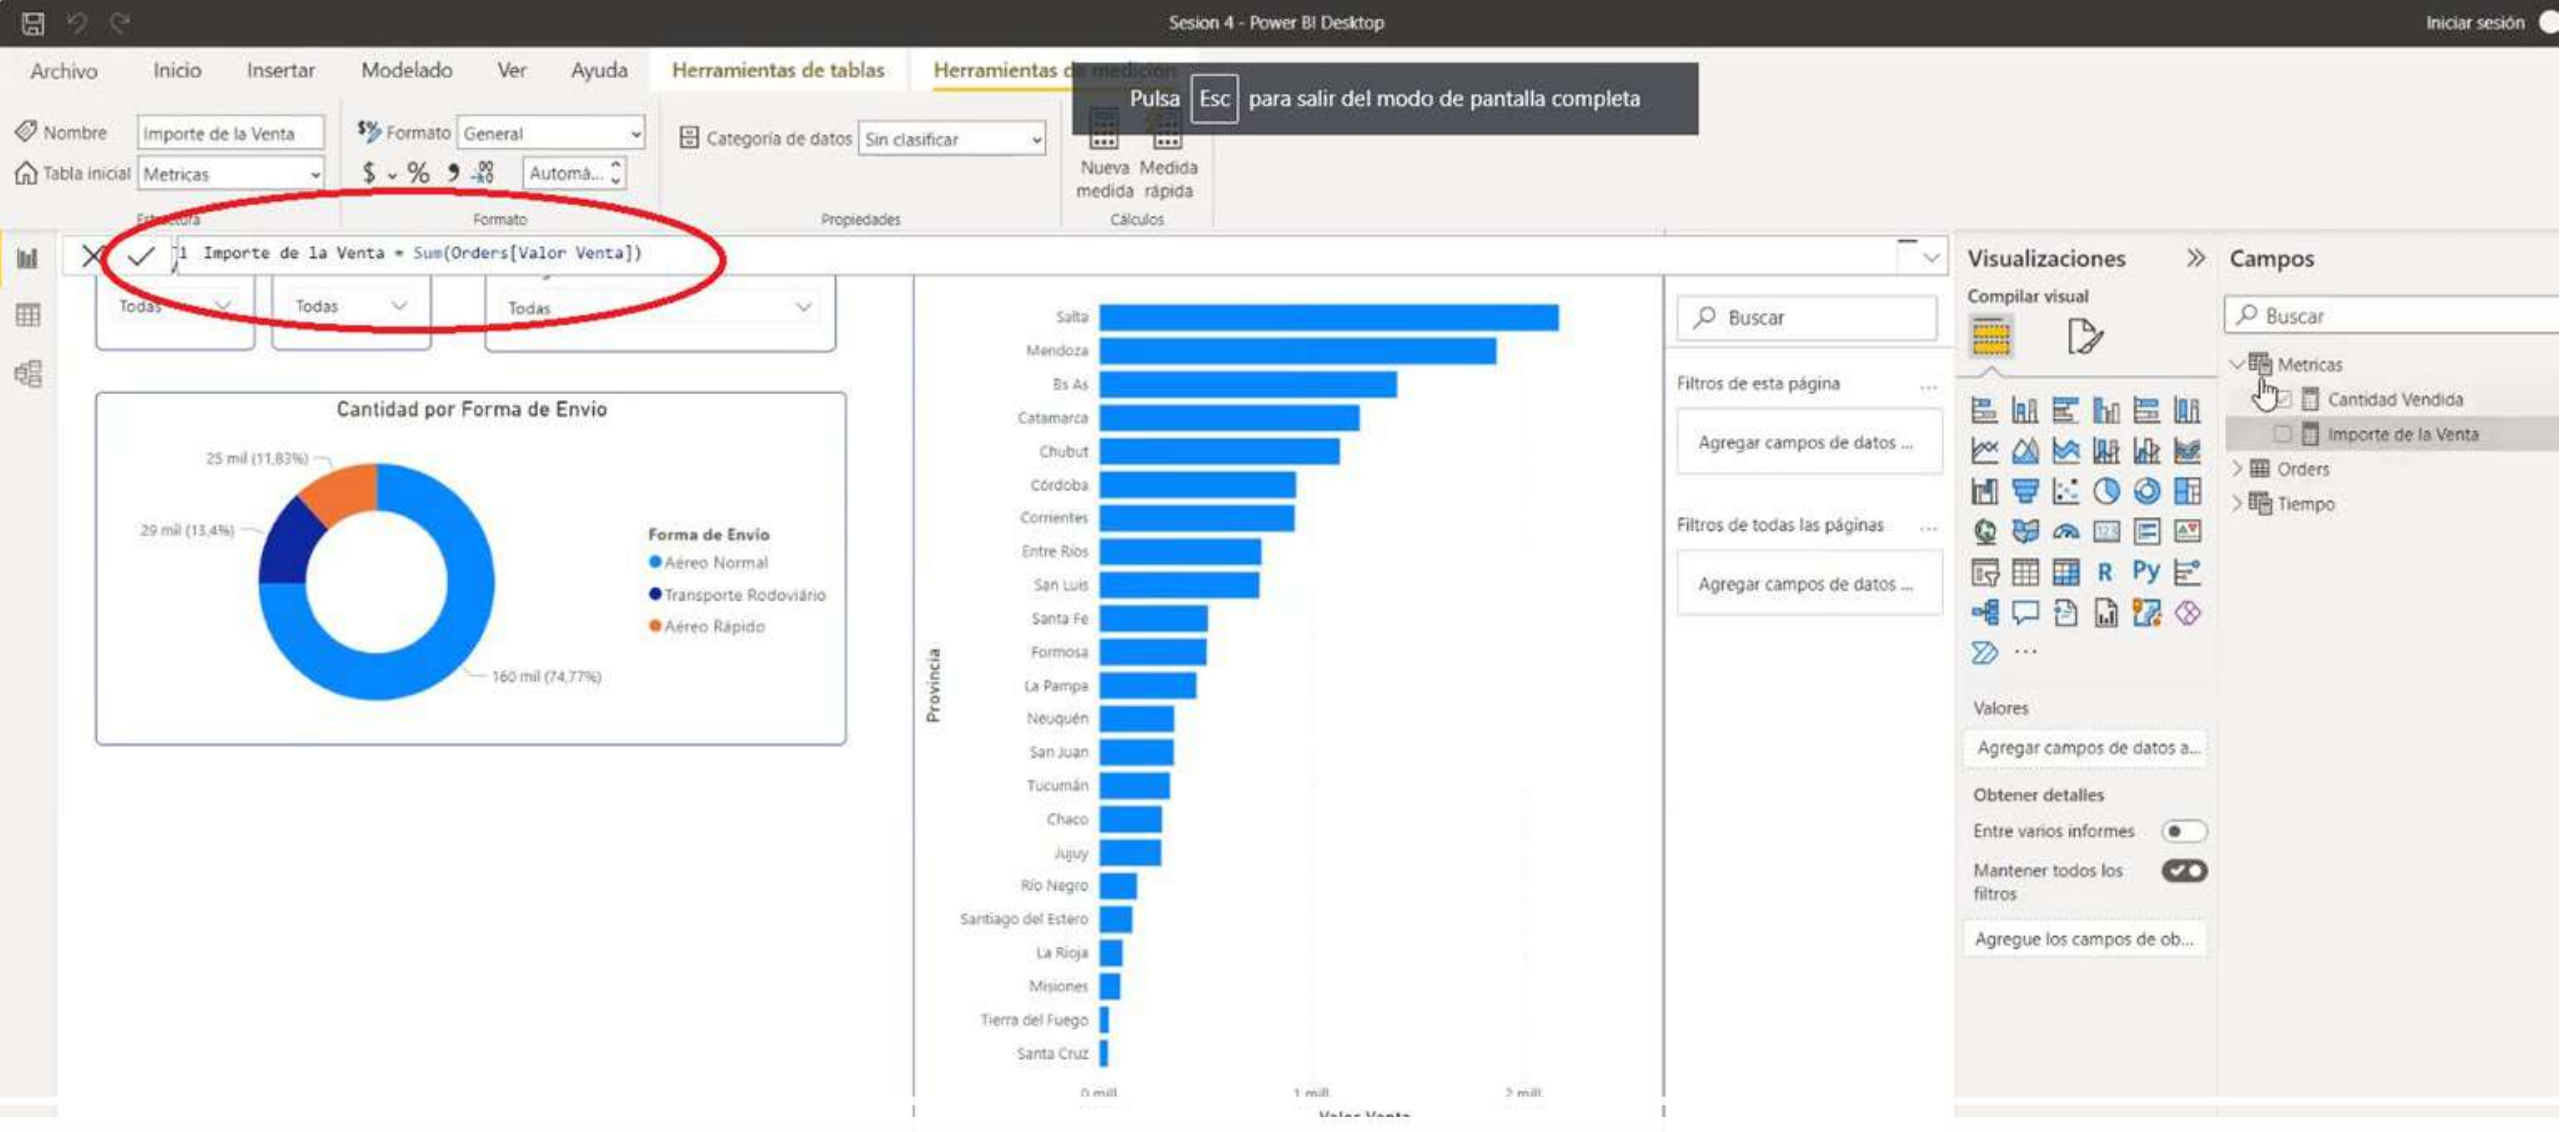 Sesion 4 - Power BI Desktop
Iniciar sesión
Archivo Inicio Insertar Modelado Ver Ayuda Herramientas de tablas Herramientas de medición
Pulsa Esc para salir del modo de pantalla completa
Nombre Importe de la Venta
Formato General
Categoría de datos Sin clasificar
Tabla inicial Metricas
$ % Automá...
Nueva medida
Medida rápida
Estructura Formato Propiedades Cálculos
1 Importe de la Venta = Sum(Orders[Valor Venta])
Todas Todas Todas
Cantidad por Forma de Envio
25 mil (11,83%)
29 mil (13,4%)
160 mil (74,77%)
Forma de Envío
Aéreo Normal
Transporte Rodoviário
Aéreo Rápido
Provincia
Salta
Mendoza
Bs As
Catamarca
Chubut
Córdoba
Corrientes
Entre Ríos
San Luis
Santa Fe
Formosa
La Pampa
Neuquén
San Juan
Tucumán
Chaco
Jujuy
Río Negro
Santiago del Estero
La Rioja
Misiones
Tierra del Fuego
Santa Cruz
0 mill. 1 mill. 2 mill.
Valor Venta
Buscar
Filtros de esta página ...
Agregar campos de datos ...
Filtros de todas las páginas ...
Agregar campos de datos ...
Visualizaciones
Compilar visual
R Py
...
Valores
Agregar campos de datos a...
Obtener detalles
Entre varios informes
Mantener todos los
filtros
Agregue los campos de ob...
Campos
Buscar
Metricas
Cantidad Vendida
Importe de la Venta
Orders
Tiempo